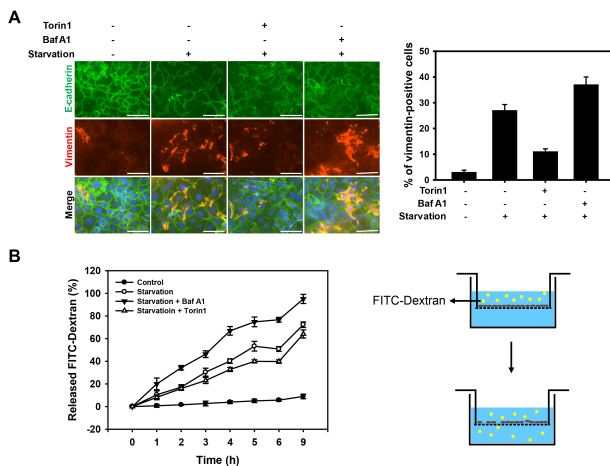 A
Torin1 - - + -
Baf A1 - - - +
Starvation - + + +
E-cadherin
Vimentin
Merge
% of vimentin-positive cells
50
40
30
20
10
0
Torin1 - - + -
Baf A1 - - - +
Starvation - + + +
B
Released FITC-Dextran (%)
120
100
80
60
40
20
0
-20
Control
Starvation
Starvation + Baf A1
Starvatioin + Torin1
0 1 2 3 4 5 6 9
Time (h)
FITC-Dextran